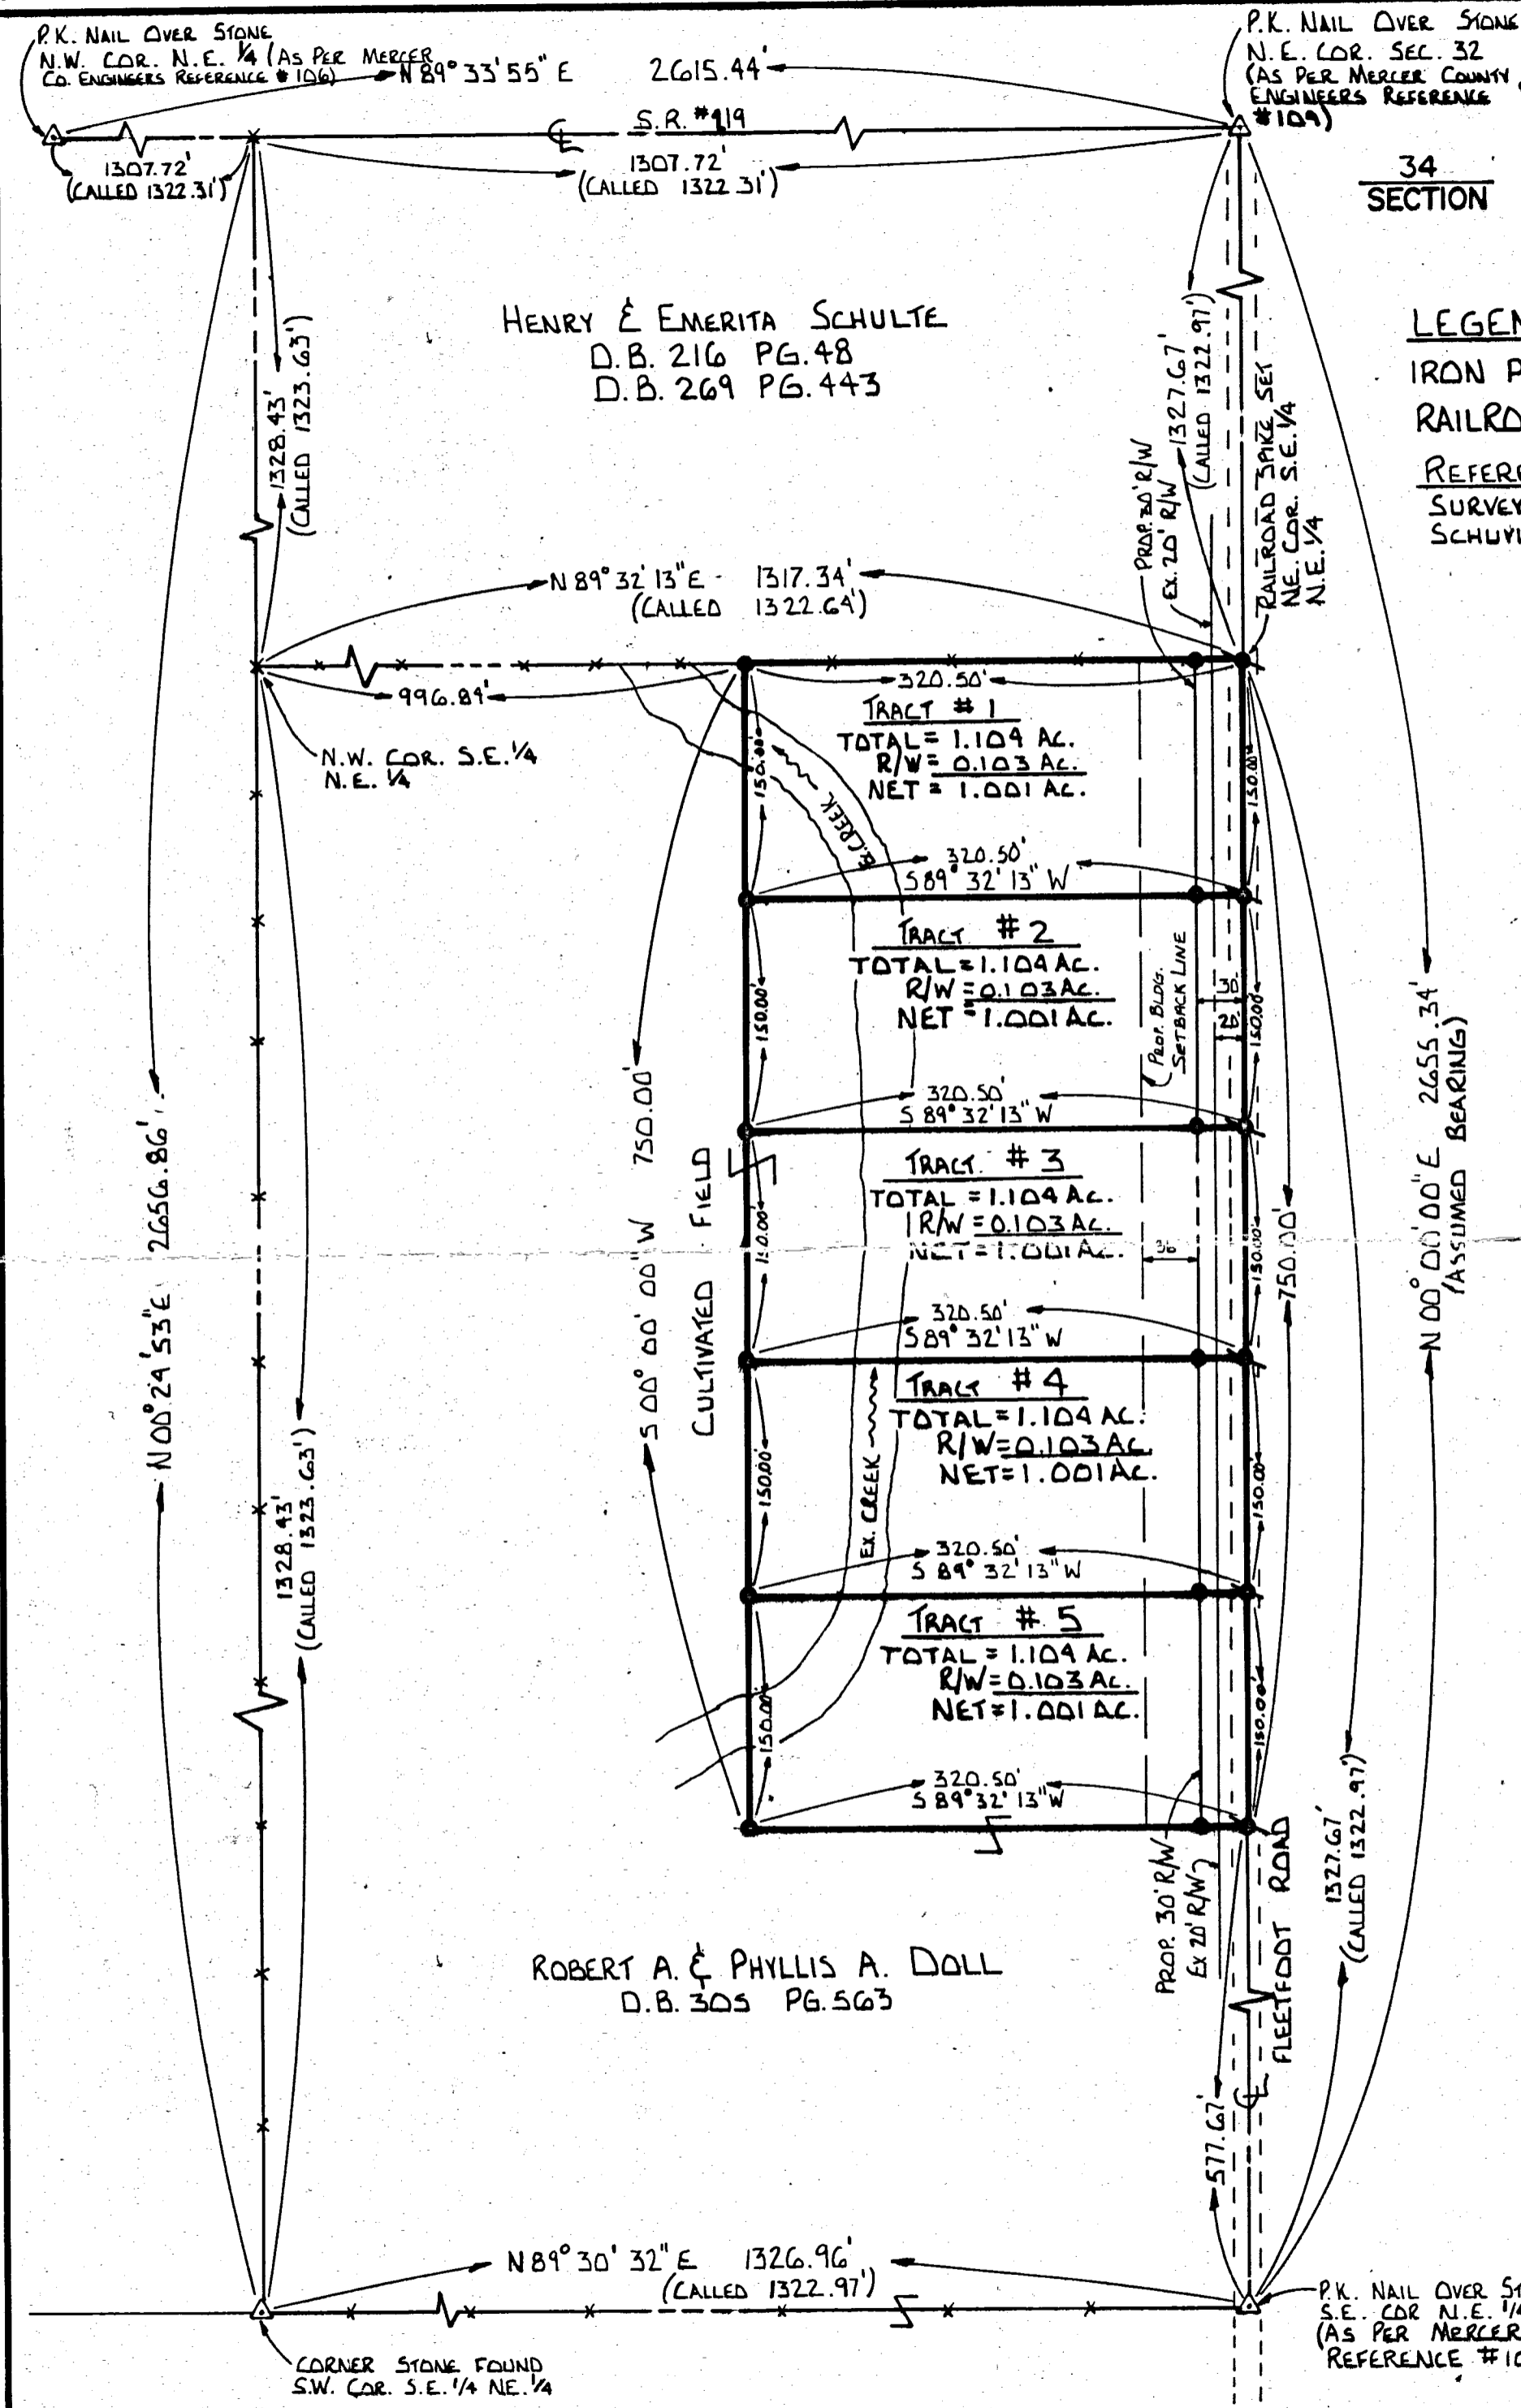 P.K. NAIL OVER STONE
N.W. COR. N.E. 1/4 (AS PER MERCER
CO. ENGINEERS REFERENCE #106)
N 89° 33' 55" E 2615.44'
P.K. NAIL OVER STONE
N.E. COR. SEC. 32
(AS PER MERCER COUNTY
ENGINEERS REFERENCE
#109)
S.R. #119
1307.72'
(CALLED 1322.31')
1307.72'
(CALLED 1322.31')
34
SECTION
HENRY & EMERITA SCHULTE
D.B. 216 PG. 48
D.B. 269 PG. 443
LEGEN
IRON P
RAILRO
REFERE
SURVEY
1328.43'
(CALLED 1323.63')
1327.67'
(CALLED 1322.97')
PROP. 30' R/W
EX. 20' R/W
RAILROAD SPIKE SET
NE. COR. S.E. 1/4
N.E. 1/4
N 89° 32' 13" E - 1317.34'
(CALLED 1322.64')
996.84'
320.50'
N.W. COR. S.E. 1/4
N.E. 1/4
TRACT #1
TOTAL = 1.104 AC.
R/W = 0.103 AC.
NET = 1.001 AC.
150.00'
150.00'
CREEK
320.50'
S 89° 32' 13" W
TRACT #2
TOTAL = 1.104 AC.
R/W = 0.103 AC.
NET = 1.001 AC.
150.00'
150.00'
PROP. BLDG.
SETBACK LINE
30
320.50'
S 89° 32' 13" W
TRACT #3
TOTAL = 1.104 AC.
R/W = 0.103 AC.
NET = 1.001 AC.
150.00'
150.00'
320.50'
S 89° 32' 13" W
TRACT #4
TOTAL = 1.104 AC.
R/W = 0.103 AC.
NET = 1.001 AC.
150.00'
150.00'
EX. CREEK
320.50'
S 89° 32' 13" W
TRACT #5
TOTAL = 1.104 AC.
R/W = 0.103 AC.
NET = 1.001 AC.
150.00'
150.00'
320.50'
S 89° 32' 13" W
S 00° 00' 00" W 750.00'
CULTIVATED FIELD
750.00'
N 00° 24' 53" E 2656.86'
1328.43'
(CALLED 1323.63')
N 00° 00' 00" E 2655.34'
(ASSUMED BEARING)
1327.67'
(CALLED 1322.97')
PROP. 30' R/W
EX 20' R/W
FLEETFOOT ROAD
577.67'
ROBERT A. & PHYLLIS A. DOLL
D.B. 305 PG. 563
N 89° 30' 32" E 1326.96'
(CALLED 1322.97')
CORNER STONE FOUND
S.W. COR. S.E. 1/4 NE. 1/4
P.K. NAIL OVER ST
S.E. COR N.E. 1/4
(AS PER MERCER
REFERENCE #10